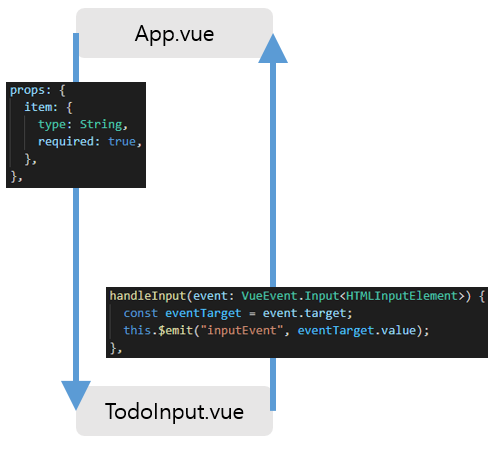 App.vue
props: {
  item: {
    type: String,
    required: true,
  },
},
handleInput(event: VueEvent.Input<HTMLInputElement>) {
  const eventTarget = event.target;
  this.$emit("inputEvent", eventTarget.value);
},
TodoInput.vue